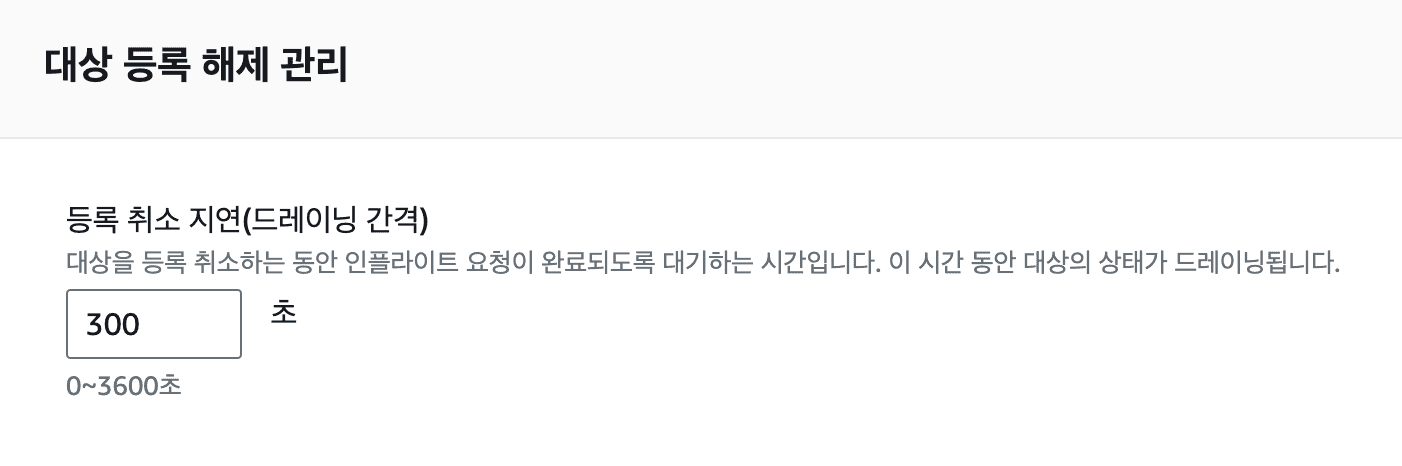 대상 등록 해제 관리
등록 취소 지연(드레이닝 간격)
대상을 등록 취소하는 동안 인플라이트 요청이 완료되도록 대기하는 시간입니다. 이 시간 동안 대상의 상태가 드레이닝됩니다.
300 초
0~3600초